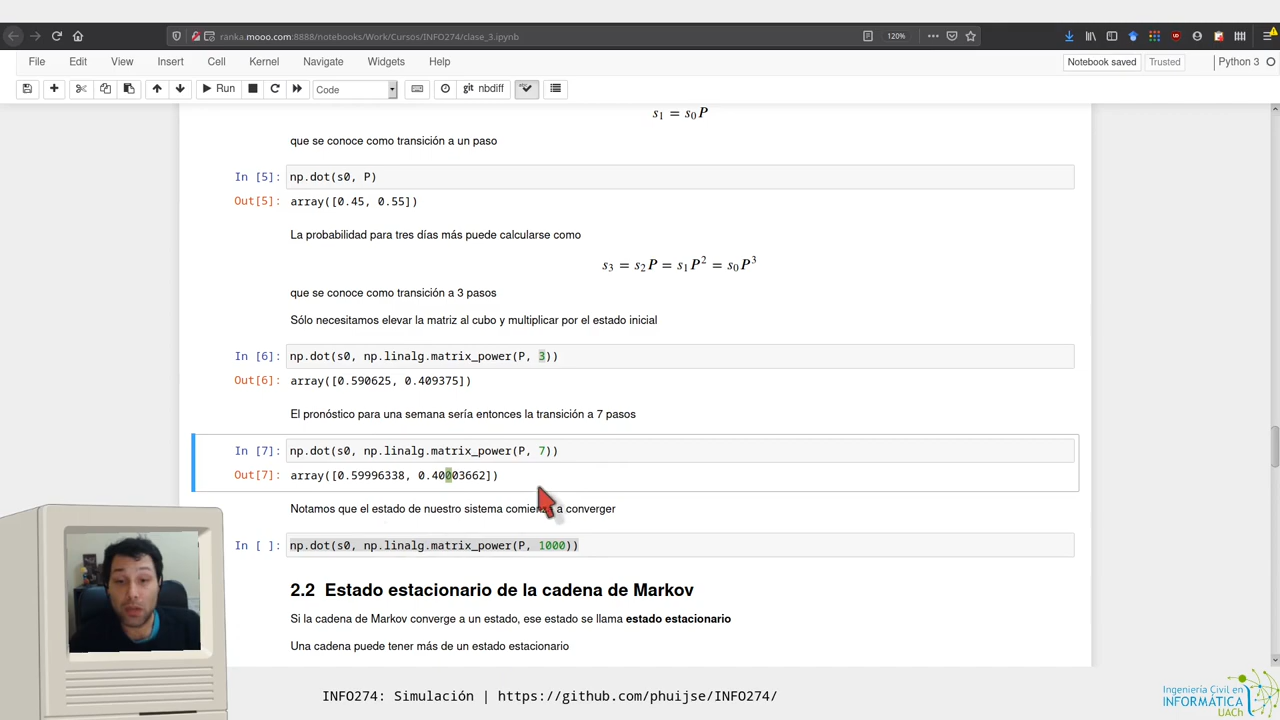 ranka.mooo.com:8888/notebooks/Work/Cursos/INFO274/clase_3.ipynb
120%
File Edit View Insert Cell Kernel Navigate Widgets Help
Notebook saved Trusted Python 3
Run Code git nbdiff
s₁ = s₀P
que se conoce como transición a un paso
In [5]: np.dot(s0, P)
Out[5]: array([0.45, 0.55])
La probabilidad para tres días más puede calcularse como
s₃ = s₂P = s₁P² = s₀P³
que se conoce como transición a 3 pasos
Sólo necesitamos elevar la matriz al cubo y multiplicar por el estado inicial
In [6]: np.dot(s0, np.linalg.matrix_power(P, 3))
Out[6]: array([0.590625, 0.409375])
El pronóstico para una semana sería entonces la transición a 7 pasos
In [7]: np.dot(s0, np.linalg.matrix_power(P, 7))
Out[7]: array([0.59996338, 0.40003662])
Notamos que el estado de nuestro sistema comienza a converger
In [ ]: np.dot(s0, np.linalg.matrix_power(P, 1000))
2.2 Estado estacionario de la cadena de Markov
Si la cadena de Markov converge a un estado, ese estado se llama estado estacionario
Una cadena puede tener más de un estado estacionario
INFO274: Simulación | https://github.com/phuijse/INFO274/
Ingeniería Civil en
INFORMÁTICA
UACh